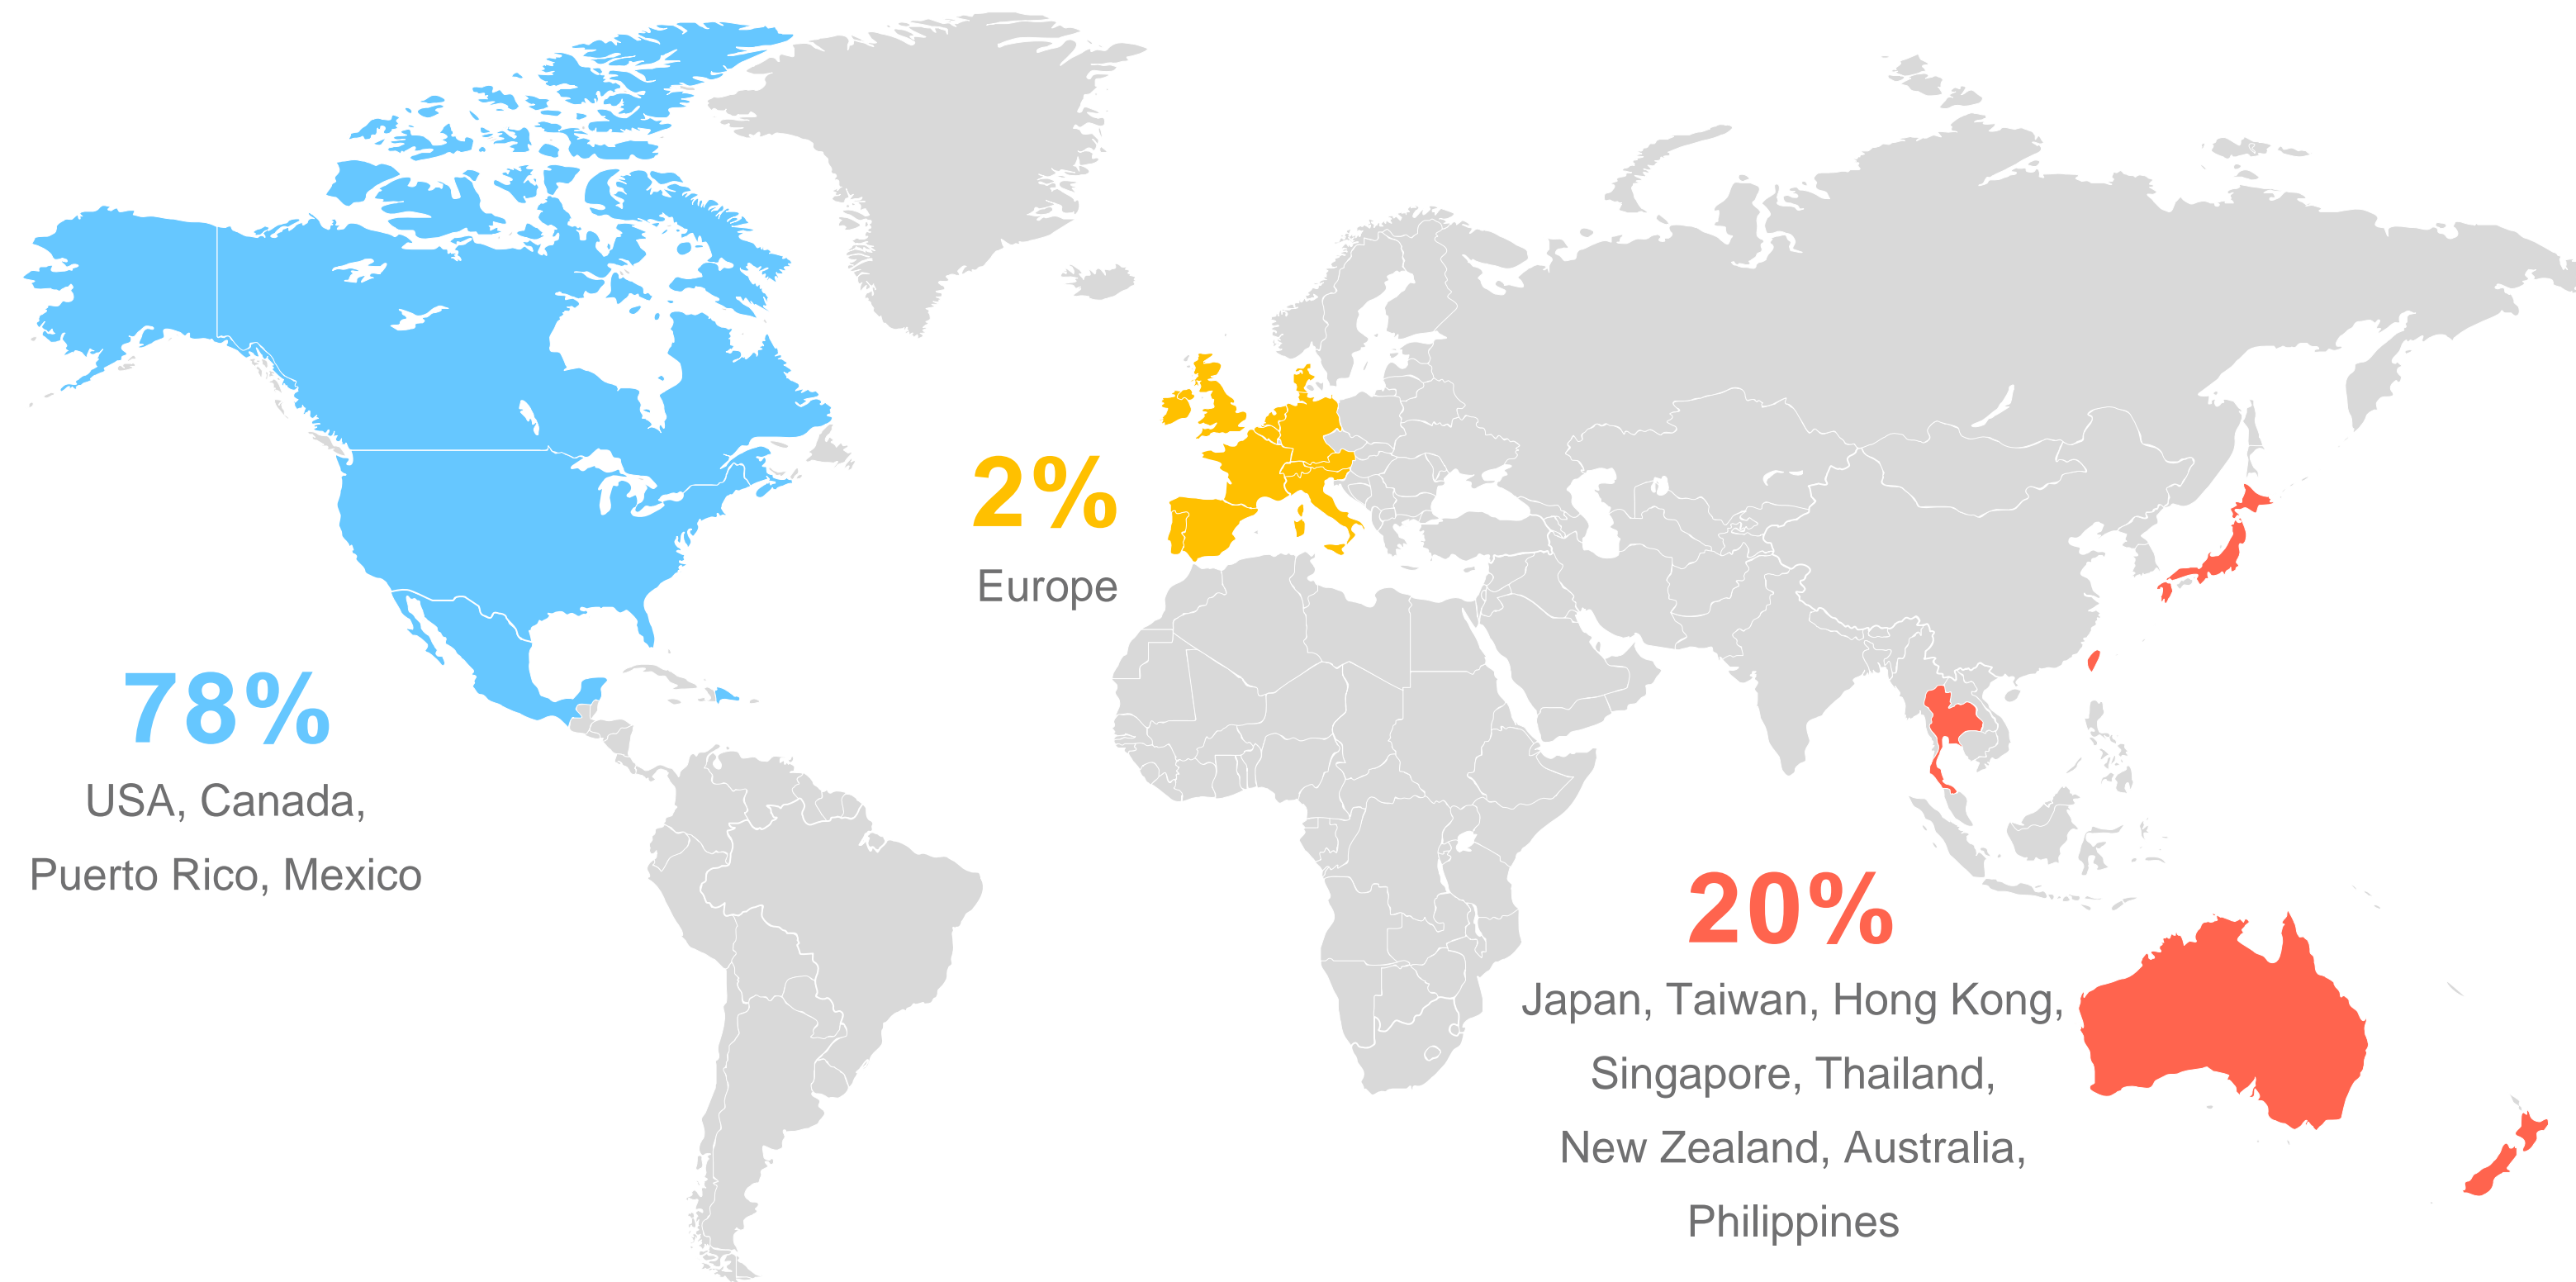 78%
USA, Canada,
Puerto Rico, Mexico
2%
Europe
20%
Japan, Taiwan, Hong Kong,
Singapore, Thailand,
New Zealand, Australia,
Philippines